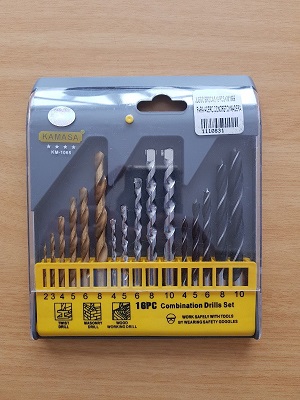 KAMASA
KM-1066
1110831
2 3 4 5 6 8 4 5 6 8 10 4 5 6 8 10
16PC Combination Drills Set
TWIST
DRILL
MASONRY
DRILL
WOOD
WORKING DRILL
WORK SAFELY WITH TOOLS
BY WEARING SAFETY GOGGLES